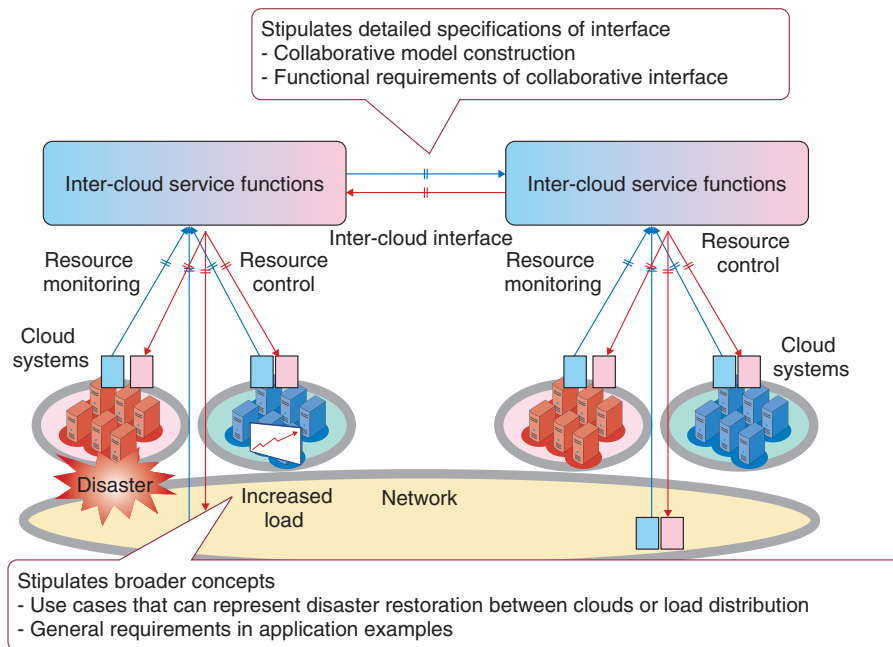 Stipulates detailed specifications of interface
- Collaborative model construction
- Functional requirements of collaborative interface
Inter-cloud service functions
Inter-cloud service functions
Inter-cloud interface
Resource
monitoring
Resource
control
Resource
monitoring
Resource
control
Cloud
systems
Cloud
systems
Disaster
Increased
load
Network
Stipulates broader concepts
- Use cases that can represent disaster restoration between clouds or load distribution
- General requirements in application examples